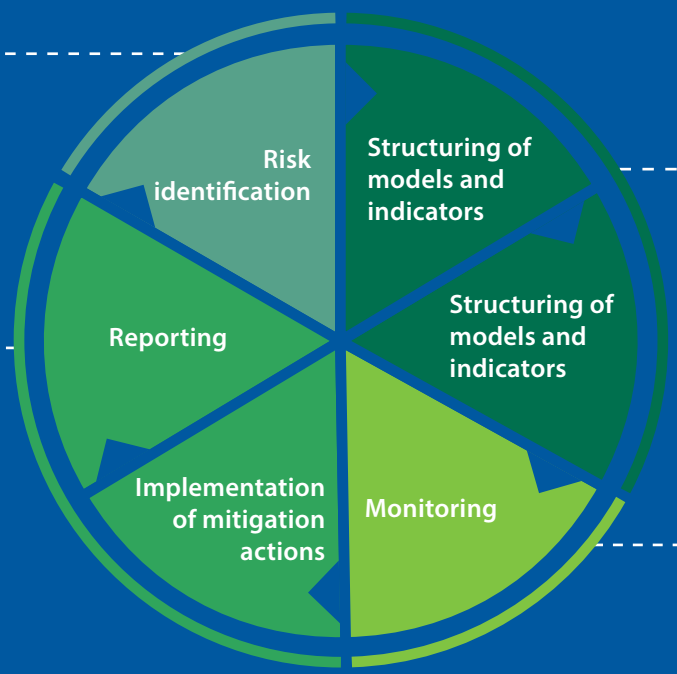 Risk
identification
Structuring of
models and
indicators
Structuring of
models and
indicators
Monitoring
Implementation
of mitigation
actions
Reporting